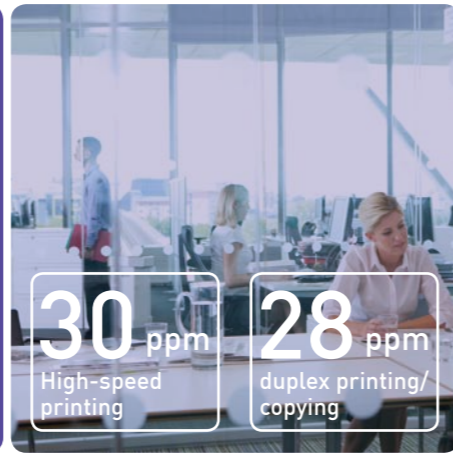 30 ppm
High-speed
printing
28 ppm
duplex printing/
copying